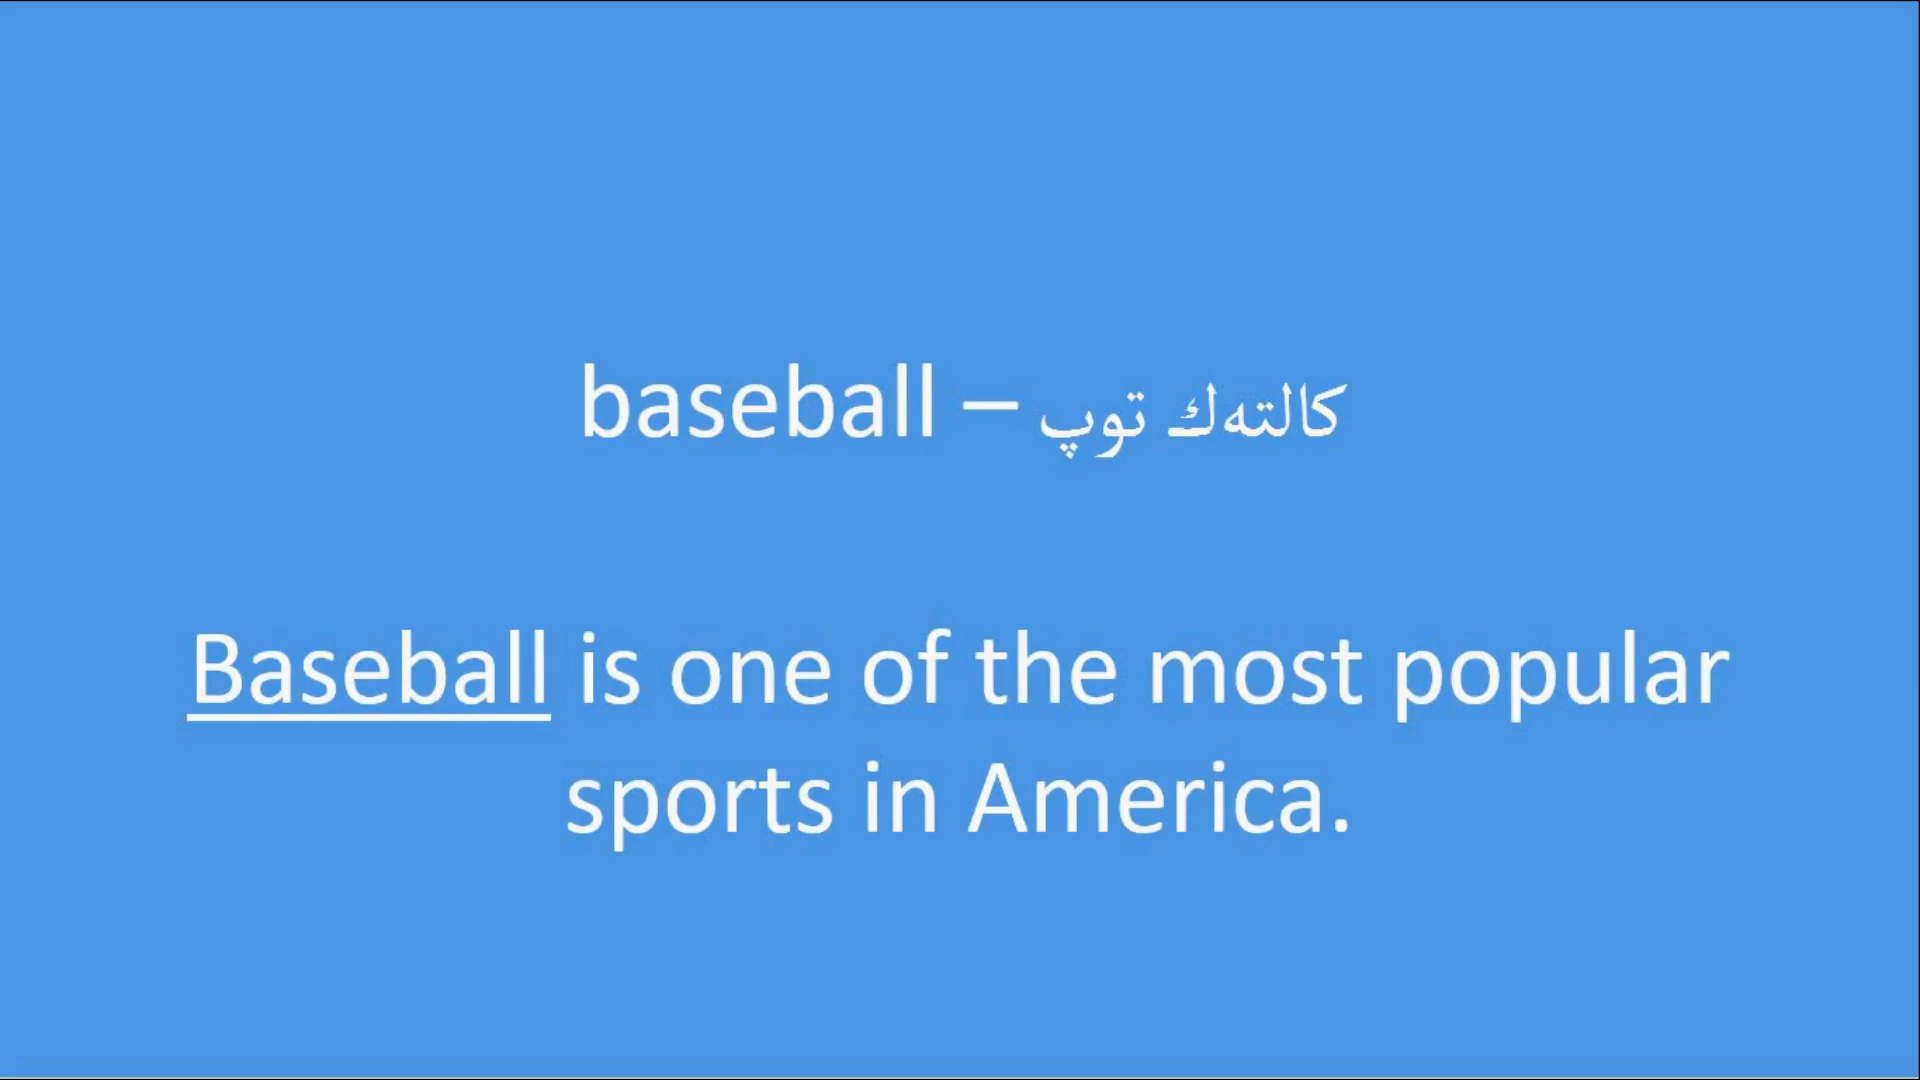 baseball – كالتەك توپ
Baseball is one of the most popular
sports in America.